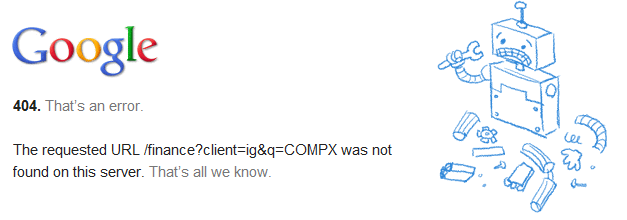 Google
404. That's an error.
The requested URL /finance?client=ig&q=COMPX was not
found on this server. That's all we know.